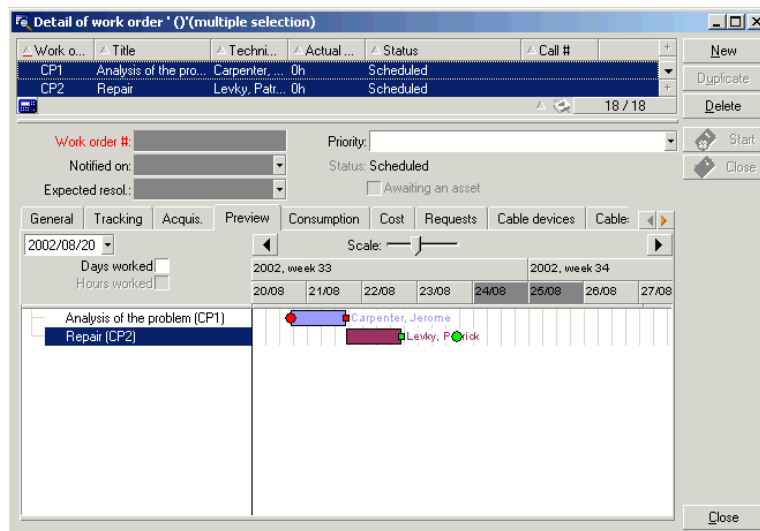 Detail of work order ' ()'(multiple selection)
Work o... Title Techni... Actual ... Status Call #
CP1 Analysis of the pro... Carpenter, ... 0h Scheduled
CP2 Repair Levky, Patr... 0h Scheduled
18 / 18
New
Duplicate
Delete
Start
Close
Work order #: Priority:
Notified on: Status: Scheduled
Expected resol.: Awaiting an asset
General Tracking Acquis. Preview Consumption Cost Requests Cable devices Cable
2002/08/20 Scale:
Days worked 2002, week 33 2002, week 34
Hours worked
20/08 21/08 22/08 23/08 24/08 25/08 26/08 27/08
Analysis of the problem (CP1) Carpenter, Jerome
Repair (CP2) Levky, Patrick
Close